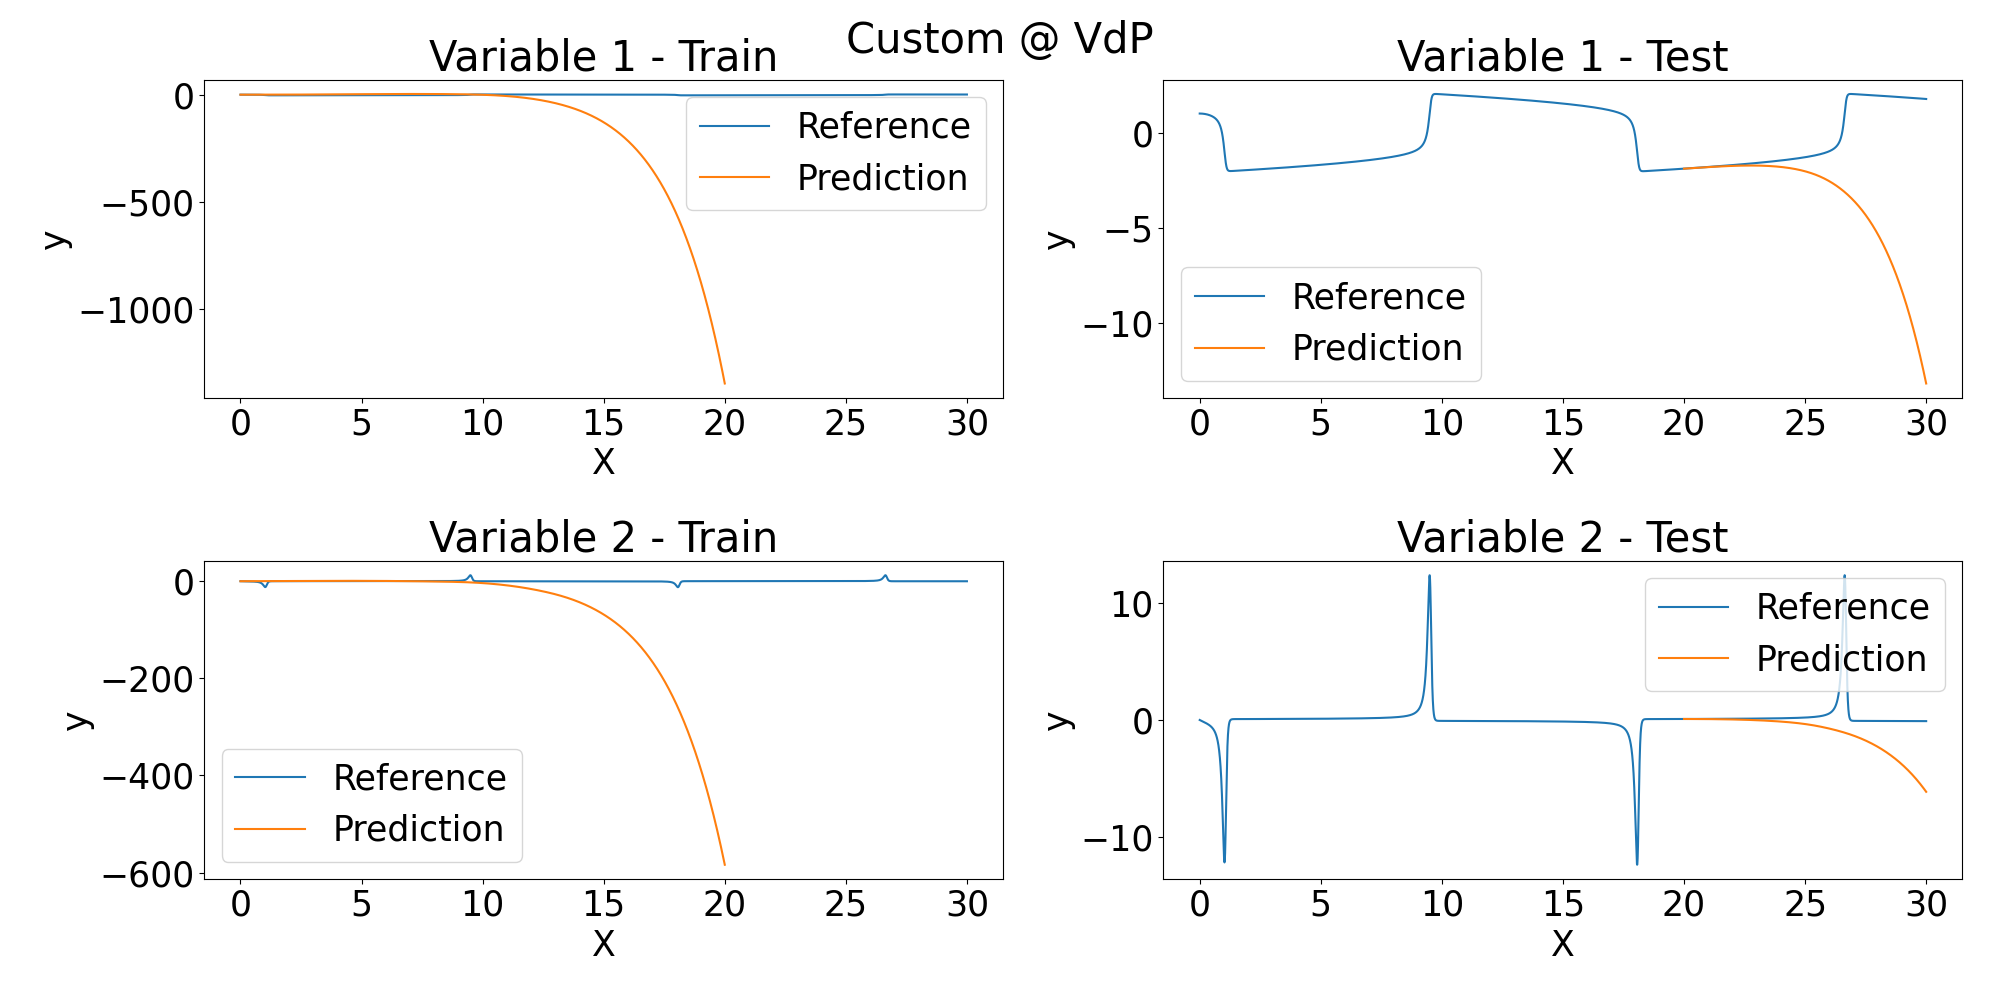 Custom @ VdP
Variable 1 - Train
0
−500
−1000
y
Reference
Prediction
0 5 10 15 20 25 30
X
Variable 1 - Test
0
−5
−10
y
Reference
Prediction
0 5 10 15 20 25 30
X
Variable 2 - Train
0
−200
−400
−600
y
Reference
Prediction
0 5 10 15 20 25 30
X
Variable 2 - Test
10
0
−10
y
Reference
Prediction
0 5 10 15 20 25 30
X